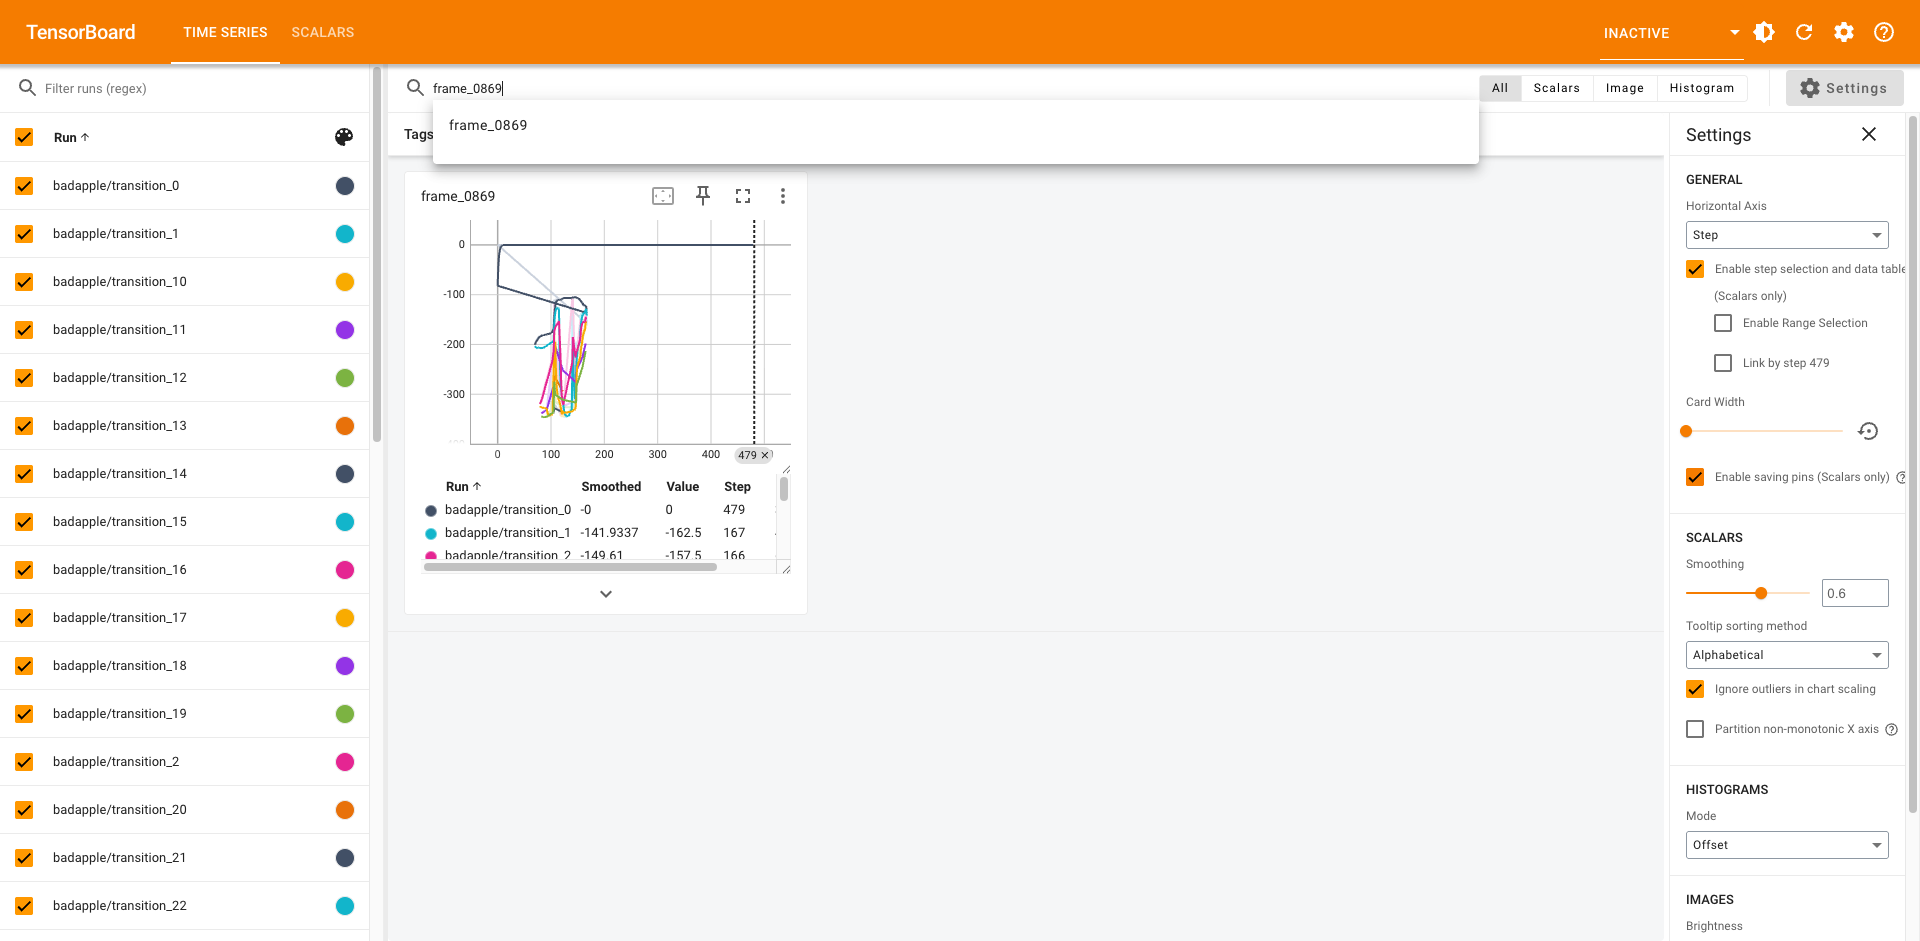 TensorBoard
TIME SERIES
SCALARS
INACTIVE
Filter runs (regex)
frame_0869
All
Scalars
Image
Histogram
Settings
Run
frame_0869
Tags
Settings
badapple/transition_0
badapple/transition_1
badapple/transition_10
badapple/transition_11
badapple/transition_12
badapple/transition_13
badapple/transition_14
badapple/transition_15
badapple/transition_16
badapple/transition_17
badapple/transition_18
badapple/transition_19
badapple/transition_2
badapple/transition_20
badapple/transition_21
badapple/transition_22
frame_0869
0
-100
-200
-300
0 100 200 300 400 479
Run Smoothed Value Step
badapple/transition_0 -0 0 479
badapple/transition_1 -141.9337 -162.5 167
badapple/transition_2 -149.61 -157.5 166
GENERAL
Horizontal Axis
Step
Enable step selection and data table
(Scalars only)
Enable Range Selection
Link by step 479
Card Width
Enable saving pins (Scalars only)
SCALARS
Smoothing
0.6
Tooltip sorting method
Alphabetical
Ignore outliers in chart scaling
Partition non-monotonic X axis
HISTOGRAMS
Mode
Offset
IMAGES
Brightness